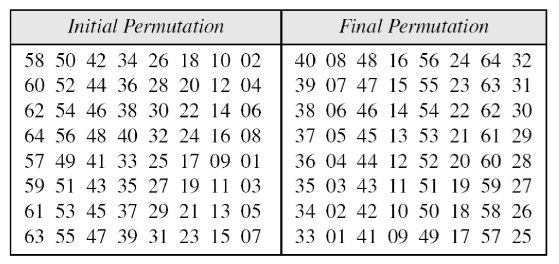 Initial Permutation Final Permutation
58 50 42 34 26 18 10 02 40 08 48 16 56 24 64 32
60 52 44 36 28 20 12 04 39 07 47 15 55 23 63 31
62 54 46 38 30 22 14 06 38 06 46 14 54 22 62 30
64 56 48 40 32 24 16 08 37 05 45 13 53 21 61 29
57 49 41 33 25 17 09 01 36 04 44 12 52 20 60 28
59 51 43 35 27 19 11 03 35 03 43 11 51 19 59 27
61 53 45 37 29 21 13 05 34 02 42 10 50 18 58 26
63 55 47 39 31 23 15 07 33 01 41 09 49 17 57 25